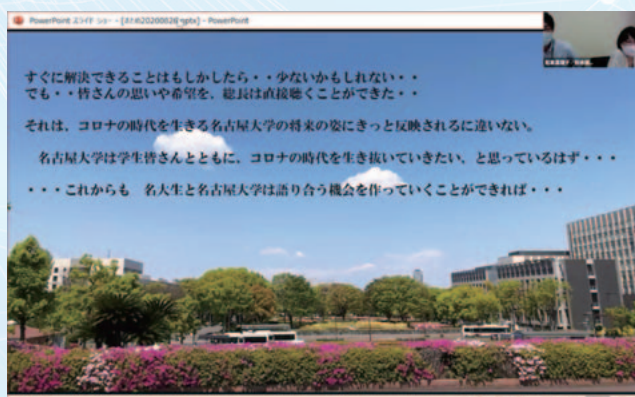 PowerPoint スライド ショー - [まとめ20200826.pptx] - PowerPoint
すぐに解決できることはもしかしたら・・少ないかもしれない・・
でも・・皆さんの思いや希望を、総長は直接聴くことができた・・
それは、コロナの時代を生きる名古屋大学の将来の姿にきっと反映されるに違いない。
名古屋大学は学生皆さんとともに、コロナの時代を生き抜いていきたい、と思っているはず・・・
・・・これからも　名大生と名古屋大学は語り合う機会を作っていくことができれば・・・